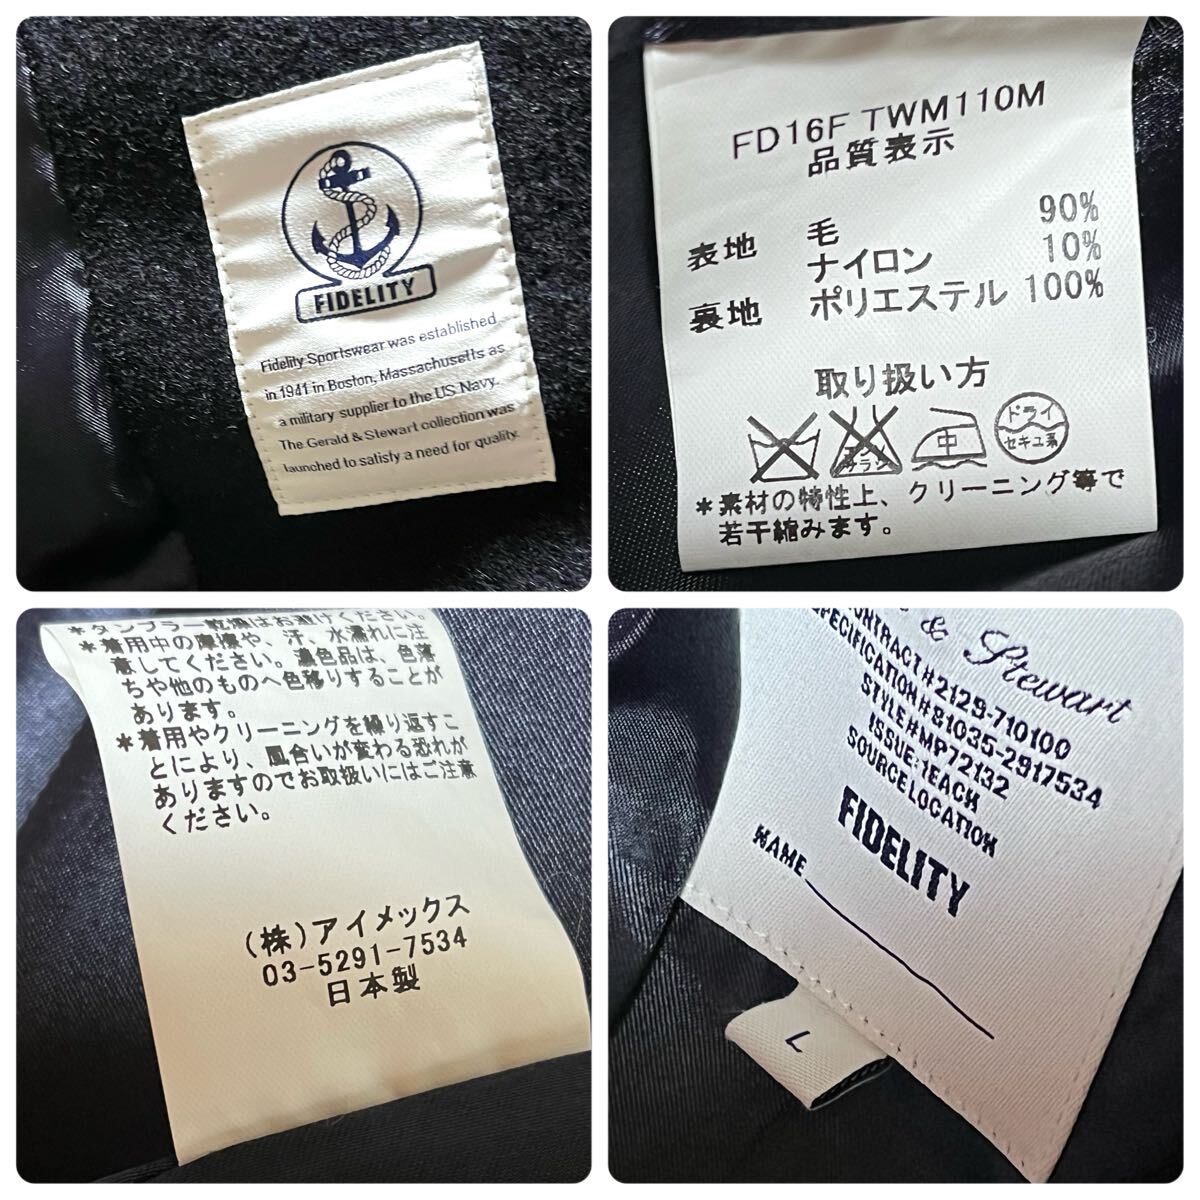 FIDELITY
Fidelity Sportswear was established
in 1941 in Boston, Massachusetts as
a military supplier to the US Navy.
The Gerald & Stewart collection was
launched to satisfy a need for quality.
FD16F TWM110M
品質表示
表地 毛 90%
ナイロン 10%
裏地 ポリエステル 100%
取り扱い方
中
ドライ
セキユ系
*素材の特性上、クリーニング等で
若干縮みます。
*タンブラー乾燥はお避けください。
*着用中の摩擦や、汗、水濡れに注
意してください。濃色品は、色落
ちや他のものへ色移りすることが
あります。
*着用やクリーニングを繰り返すこ
とにより、風合いが変わる恐れが
ありますのでお取扱いにはご注意
ください。
(株)アイメックス
03-5291-7534
日本製
& Stewart
CONTRACT#2129-710100
SPECIFICATION#81035-2917534
STYLE#MP72132
ISSUE:1EACH
SOURCE LOCATION
FIDELITY
NAME
L